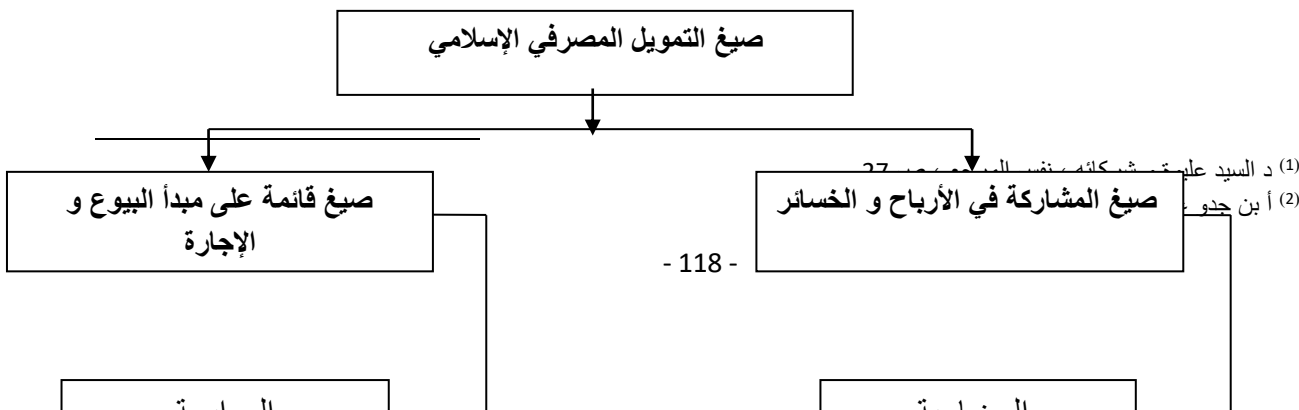 صيغ التمويل المصرفي الإسلامي
(1) د السيد
صيغ المشاركة في الأرباح و الخسائر
صيغ قائمة على مبدأ البيوع و
الإجارة
(2) أ بن جدو
- 118 -